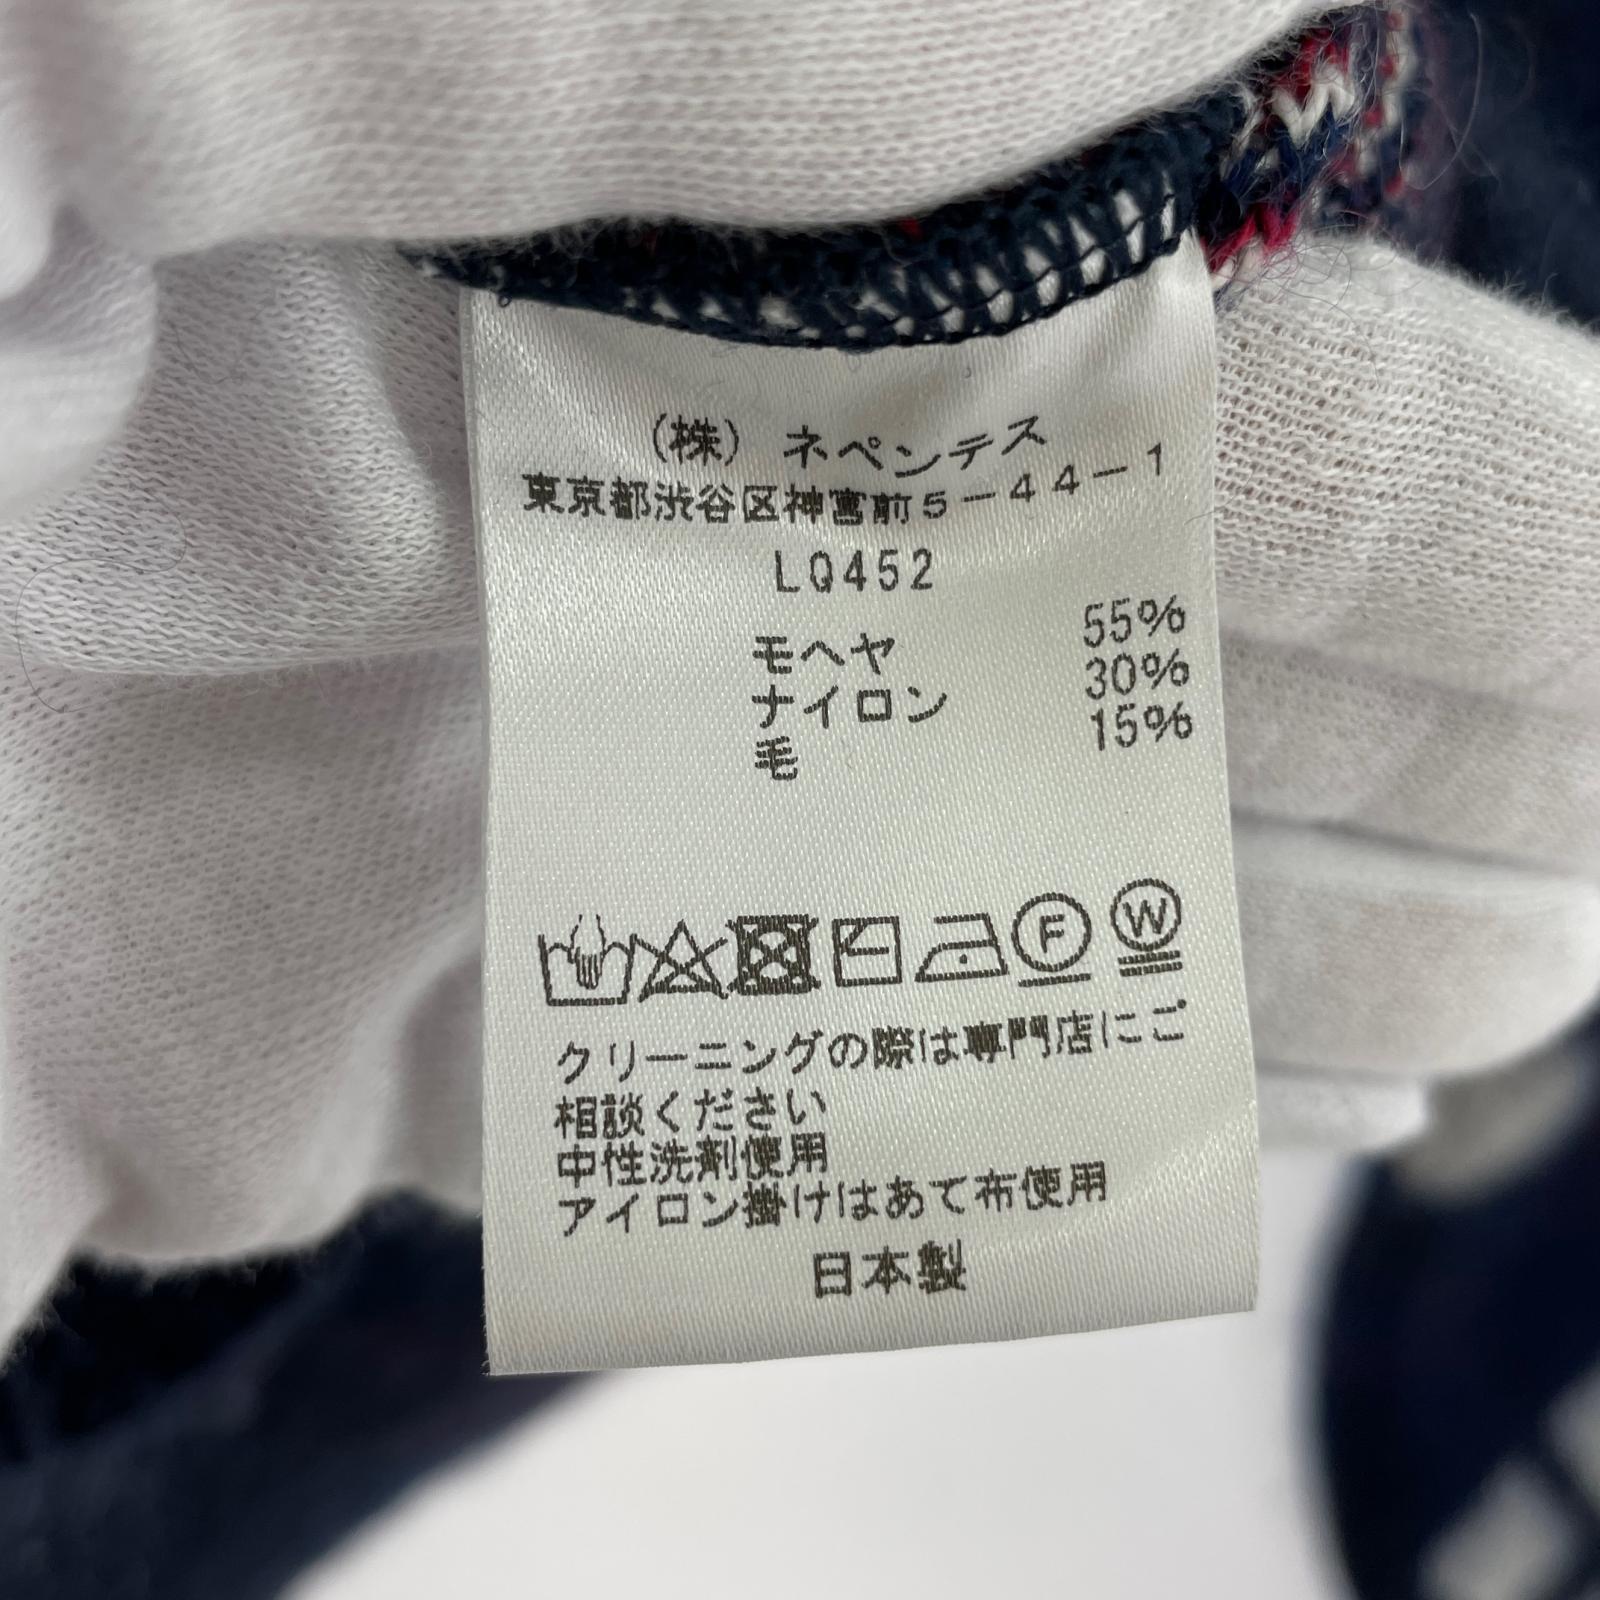 (株) ネペンテス
東京都渋谷区神宮前5-44-1
LQ452
モヘヤ 55%
ナイロン 30%
毛 15%
F W
クリーニングの際は専門店にご
相談ください
中性洗剤使用
アイロン掛けはあて布使用
日本製